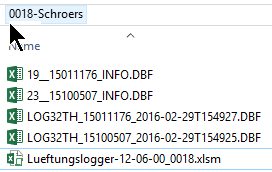 0018-Schroers
Name
19__15011176_INFO.DBF
23__15100507_INFO.DBF
LOG32TH_15011176_2016-02-29T154927.DBF
LOG32TH_15100507_2016-02-29T154925.DBF
Lueftungslogger-12-06-00_0018.xlsm